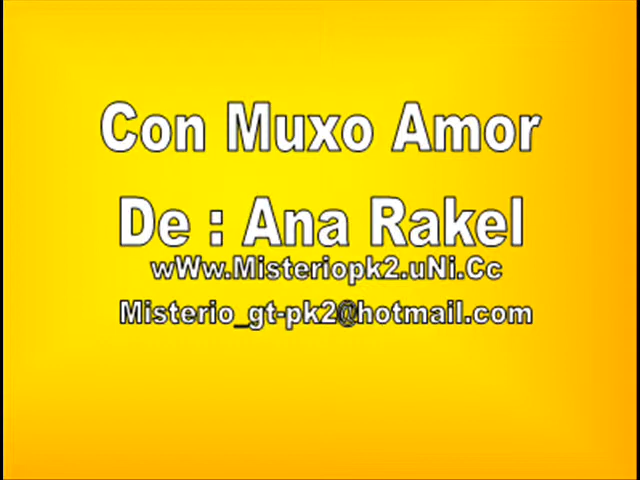 Con Muxo Amor
De : Ana Rakel
wWw.Misteriopk2.uNi.Cc
Misterio_gt-pk2@hotmail.com